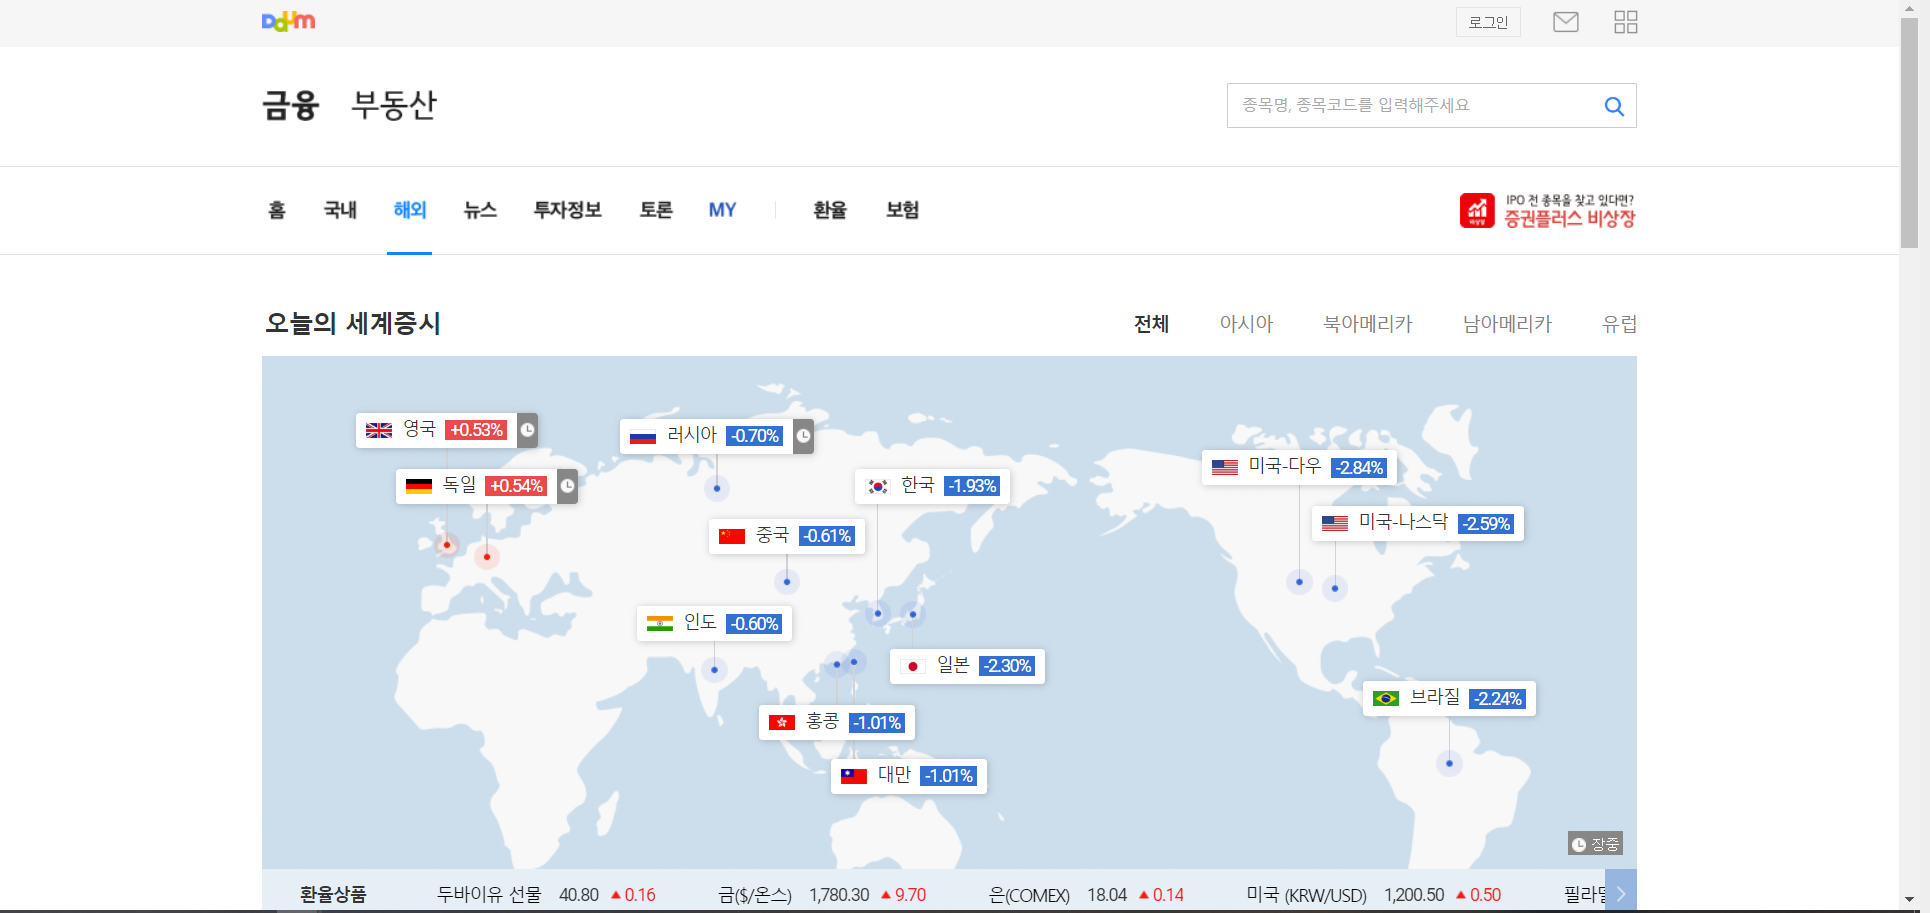 Daum
로그인
금융 부동산
종목명, 종목코드를 입력해주세요
홈 국내 해외 뉴스 투자정보 토론 MY 환율 보험
IPO 전 종목을 찾고 있다면?
비상장 증권플러스 비상장
오늘의 세계증시
전체 아시아 북아메리카 남아메리카 유럽
영국 +0.53%
러시아 -0.70%
독일 +0.54%
한국 -1.93%
미국-다우 -2.84%
미국-나스닥 -2.59%
중국 -0.61%
인도 -0.60%
일본 -2.30%
브라질 -2.24%
홍콩 -1.01%
대만 -1.01%
장중
환율상품 두바이유 선물 40.80 ▲0.16 금($/온스) 1,780.30 ▲9.70 은(COMEX) 18.04 ▲0.14 미국 (KRW/USD) 1,200.50 ▲0.50